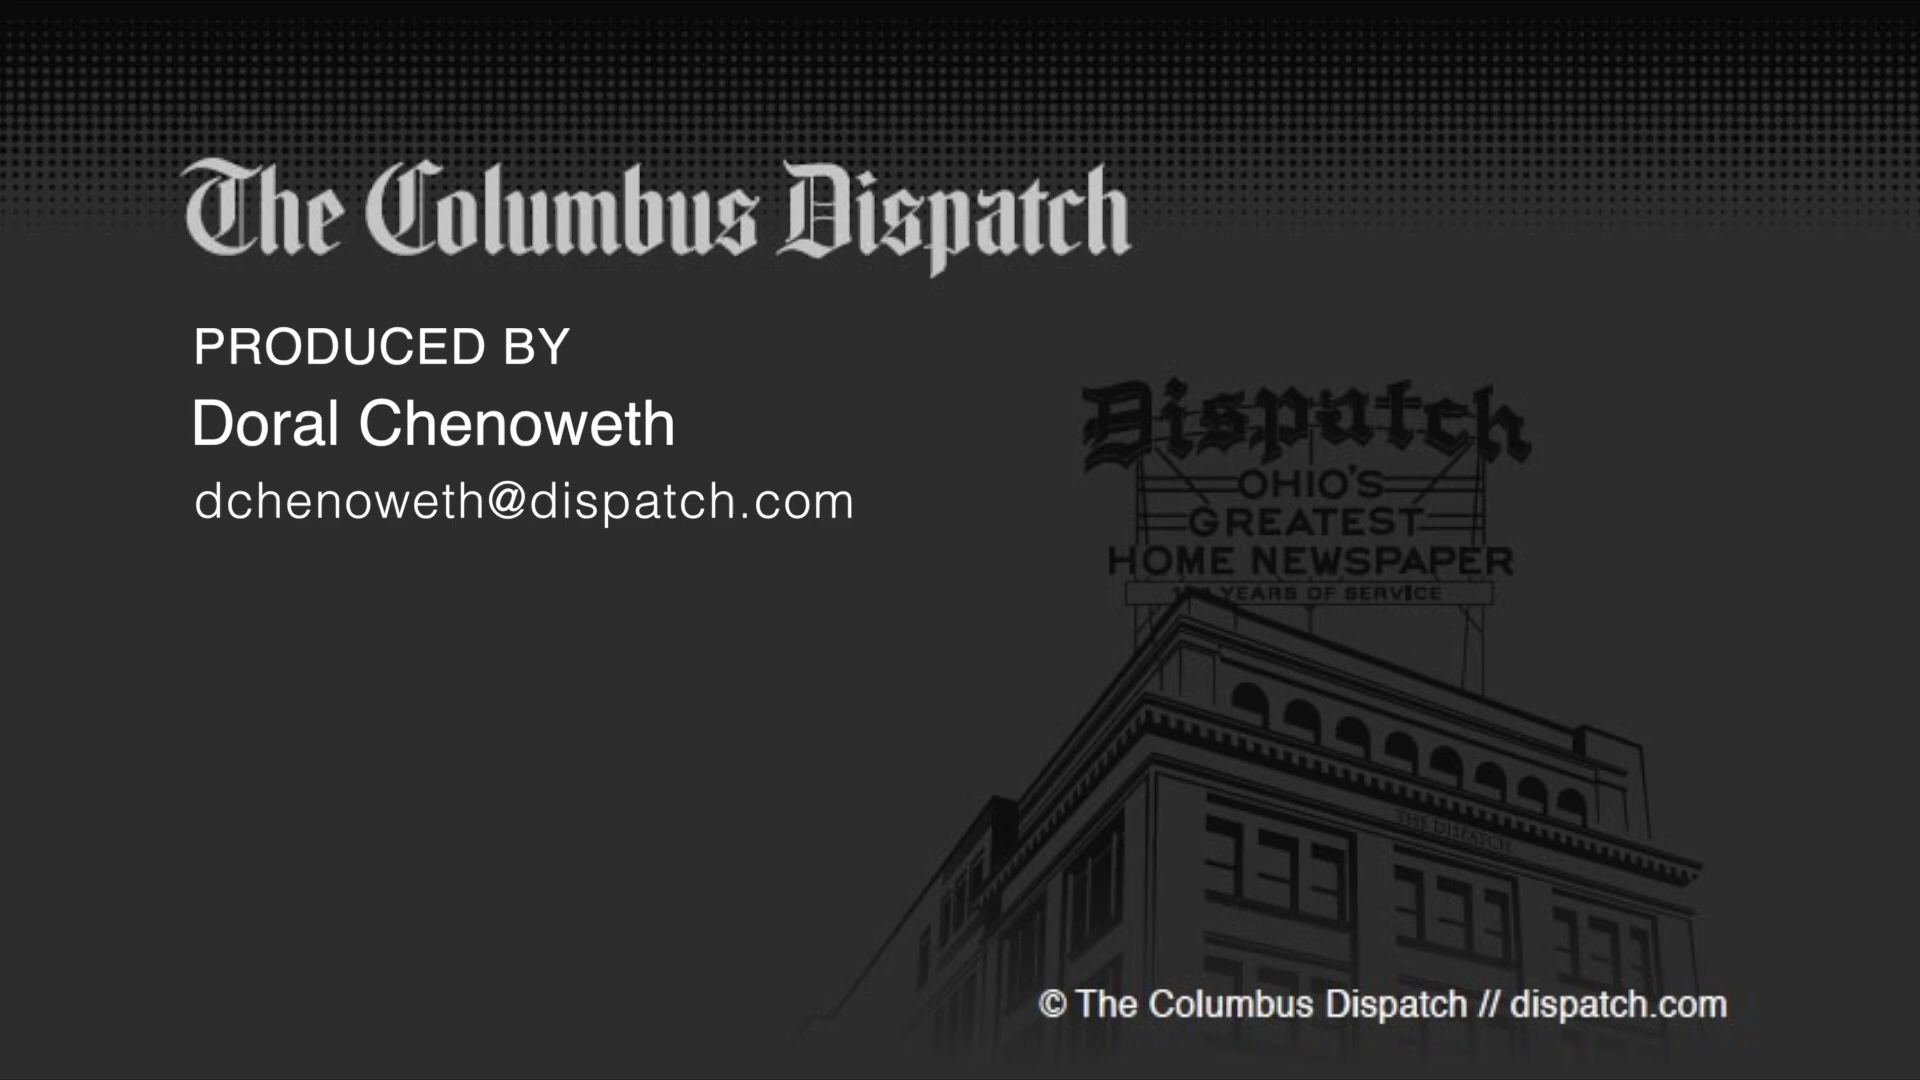 The Columbus Dispatch
PRODUCED BY
Doral Chenoweth
dchenoweth@dispatch.com
Dispatch
OHIO'S
GREATEST
HOME NEWSPAPER
YEARS OF SERVICE
THE DISPATCH
© The Columbus Dispatch // dispatch.com